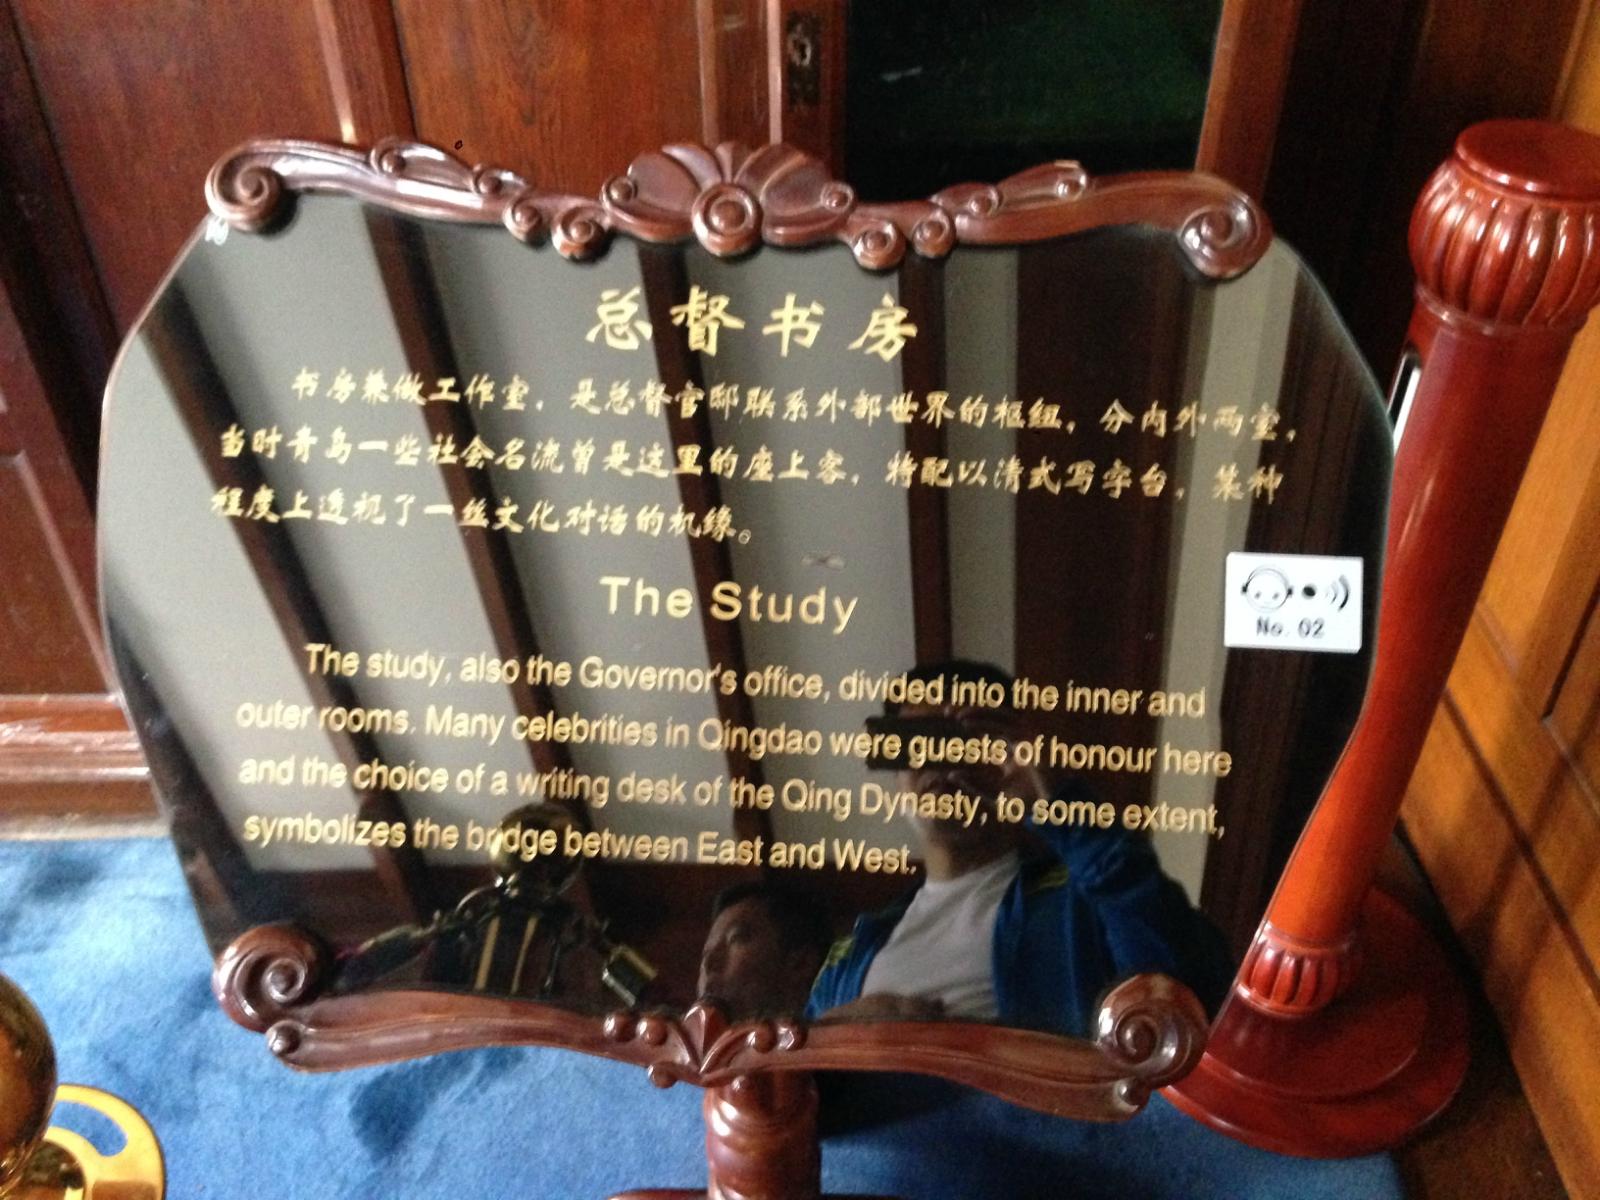 总督书房
书房兼做工作室，是总督官邸联系外部世界的枢纽，分内外两室，
当时青岛一些社会名流曾是这里的座上客，特配以清式写字台，某种
程度上透视了一丝文化对话的机缘。
The Study
The study, also the Governor's office, divided into the inner and
outer rooms. Many celebrities in Qingdao were guests of honour here
and the choice of a writing desk of the Qing Dynasty, to some extent,
symbolizes the bridge between East and West.
No. 02